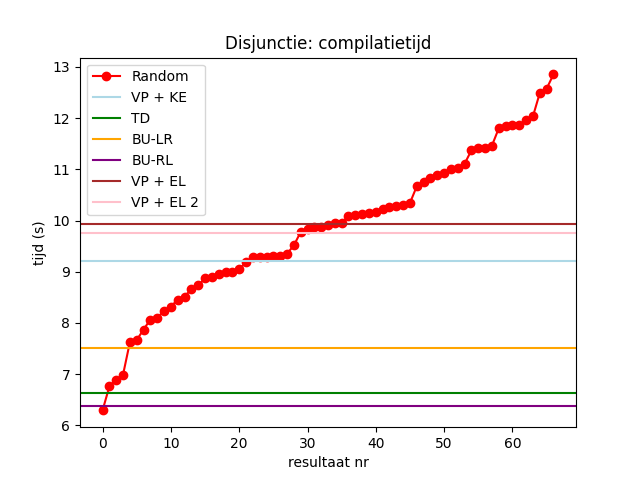 Disjunctie: compilatietijd
Random
VP + KE
TD
BU-LR
BU-RL
VP + EL
VP + EL 2
tijd (s)
13
12
11
10
9
8
7
6
0 10 20 30 40 50 60
resultaat nr